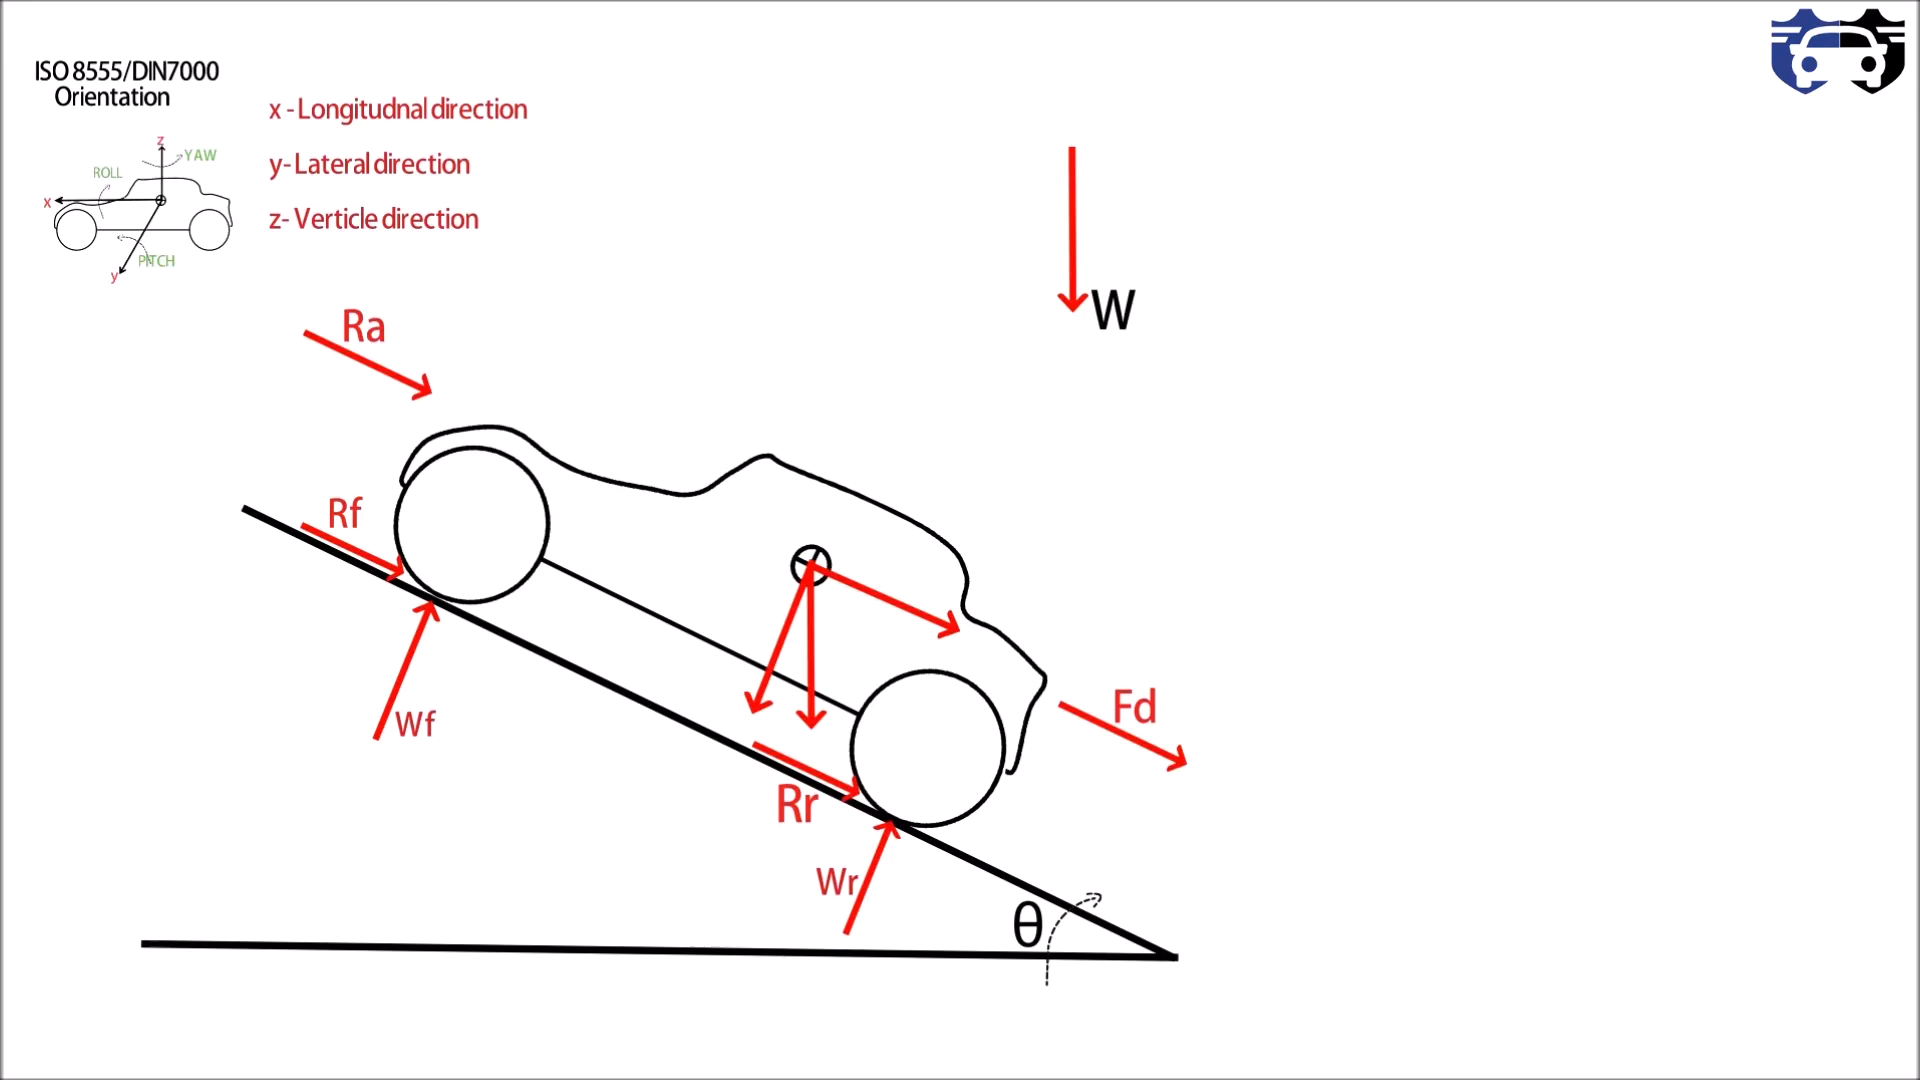 ISO 8555/DIN7000
Orientation
x - Longitudnal direction
y- Lateral direction
z- Verticle direction
z
YAW
ROLL
x
y
PITCH
W
Ra
Rf
Wf
Fd
Rr
Wr
θ